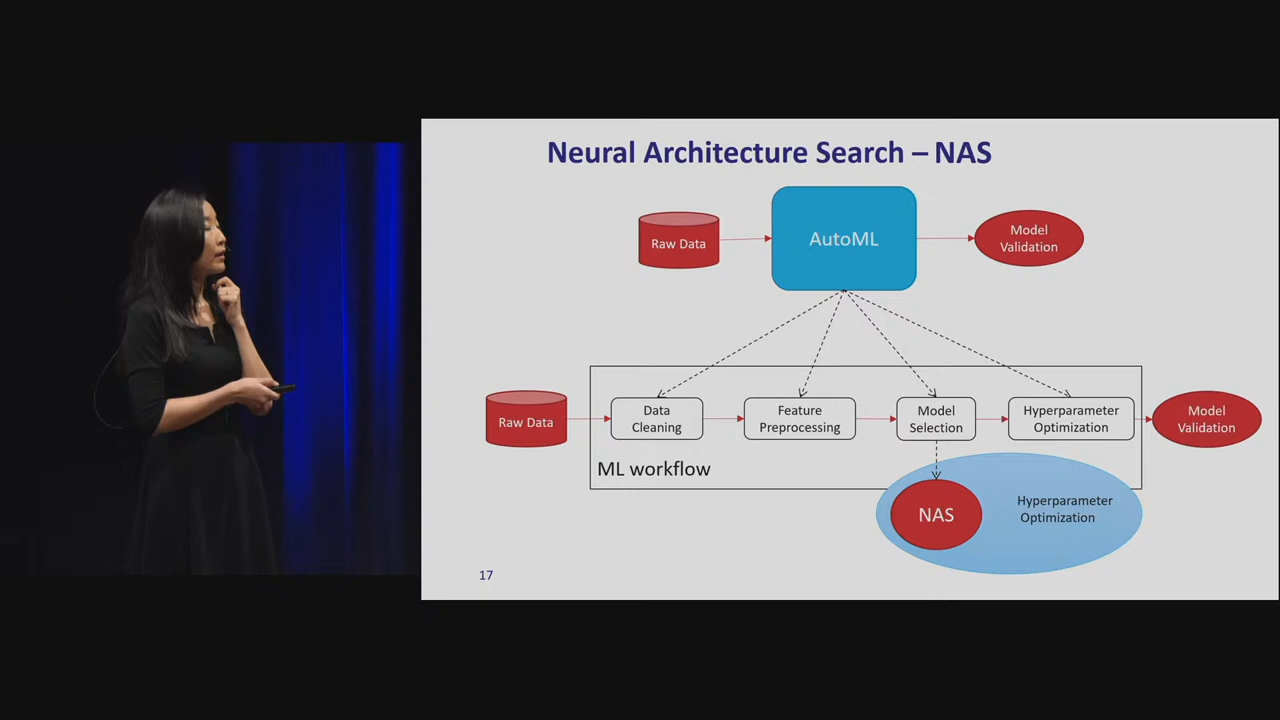 Neural Architecture Search – NAS
Raw Data
AutoML
Model
Validation
Raw Data
Data
Cleaning
Feature
Preprocessing
Model
Selection
Hyperparameter
Optimization
Model
Validation
ML workflow
NAS
Hyperparameter
Optimization
17